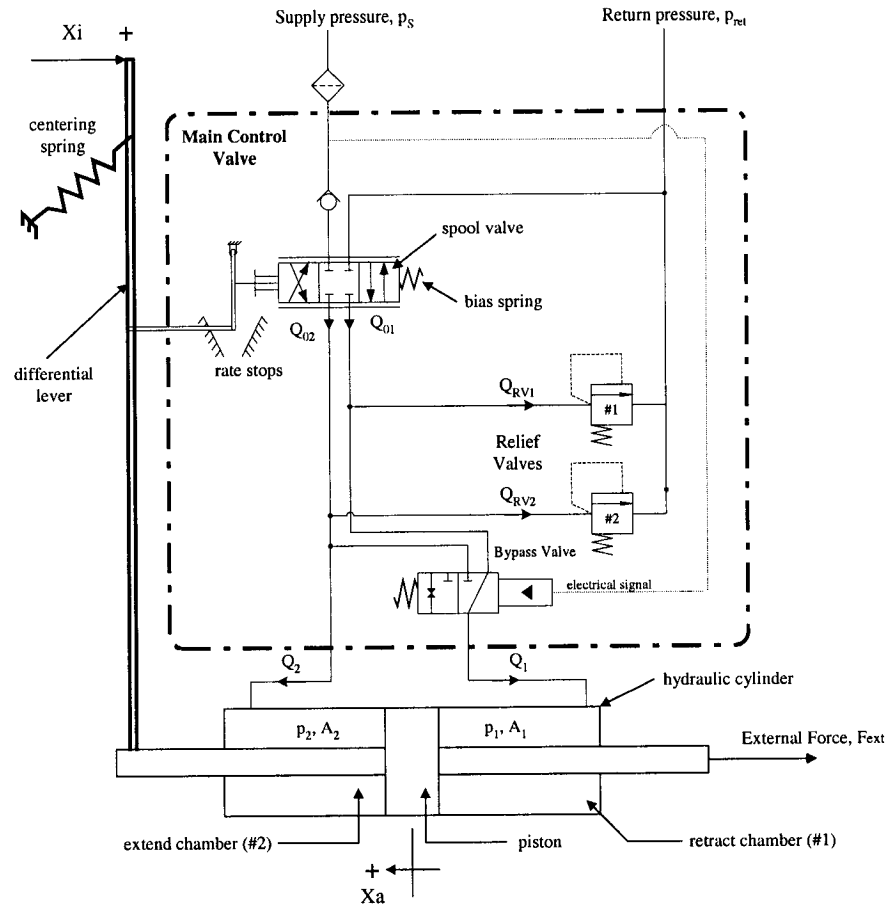 Supply pressure, pS
Return pressure, pret
Xi
+
centering
spring
Main Control
Valve
spool valve
bias spring
Q02
Q01
rate stops
differential
lever
QRV1
#1
Relief
Valves
QRV2
#2
Bypass Valve
electrical signal
Q2
Q1
hydraulic cylinder
p2, A2
p1, A1
External Force, Fext
extend chamber (#2)
piston
retract chamber (#1)
+
Xa